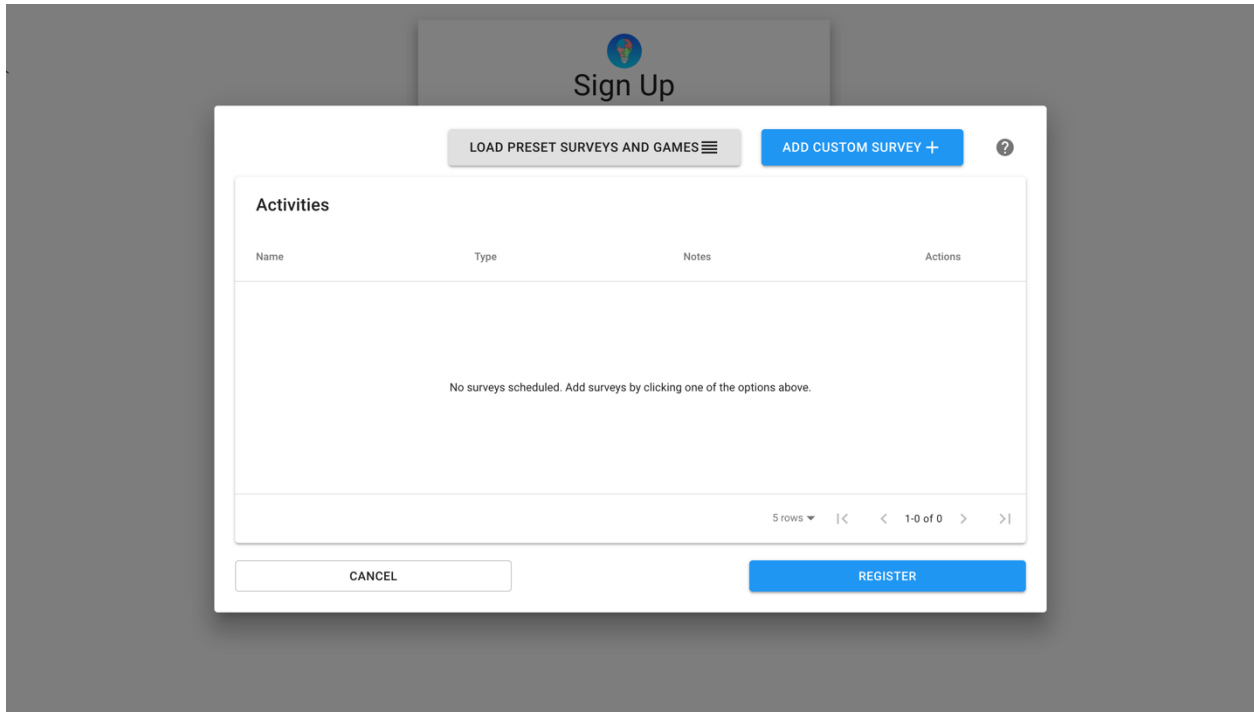 Sign Up
LOAD PRESET SURVEYS AND GAMES
ADD CUSTOM SURVEY +
?
Activities
Name Type Notes Actions
No surveys scheduled. Add surveys by clicking one of the options above.
5 rows 1-0 of 0
CANCEL
REGISTER